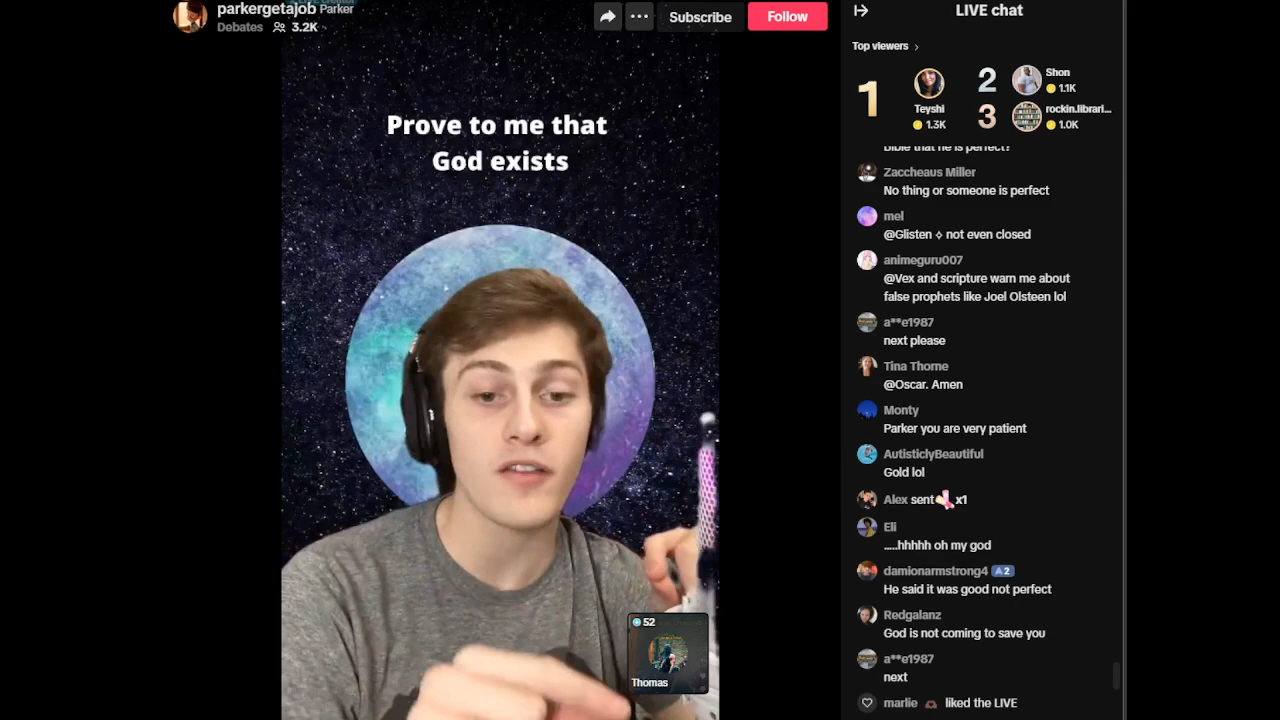 parkergetajob Parker
Debates 3.2K
Subscribe
Follow
Prove to me that
God exists
52
Thomas
LIVE chat
Top viewers
1
Teyshi
1.3K
2
Shon
1.1K
3
rockin.librari...
1.0K
Bible that he is perfect?
Zaccheaus Miller
No thing or someone is perfect
mel
@Glisten ✧ not even closed
animeguru007
@Vex and scripture warn me about
false prophets like Joel Olsteen lol
a**e1987
next please
Tina Thorne
@Oscar. Amen
Monty
Parker you are very patient
AutisticlyBeautiful
Gold lol
Alex sent x1
Eli
.....hhhhh oh my god
damionarmstrong4 A 2
He said it was good not perfect
Redgalanz
God is not coming to save you
a**e1987
next
marlie liked the LIVE